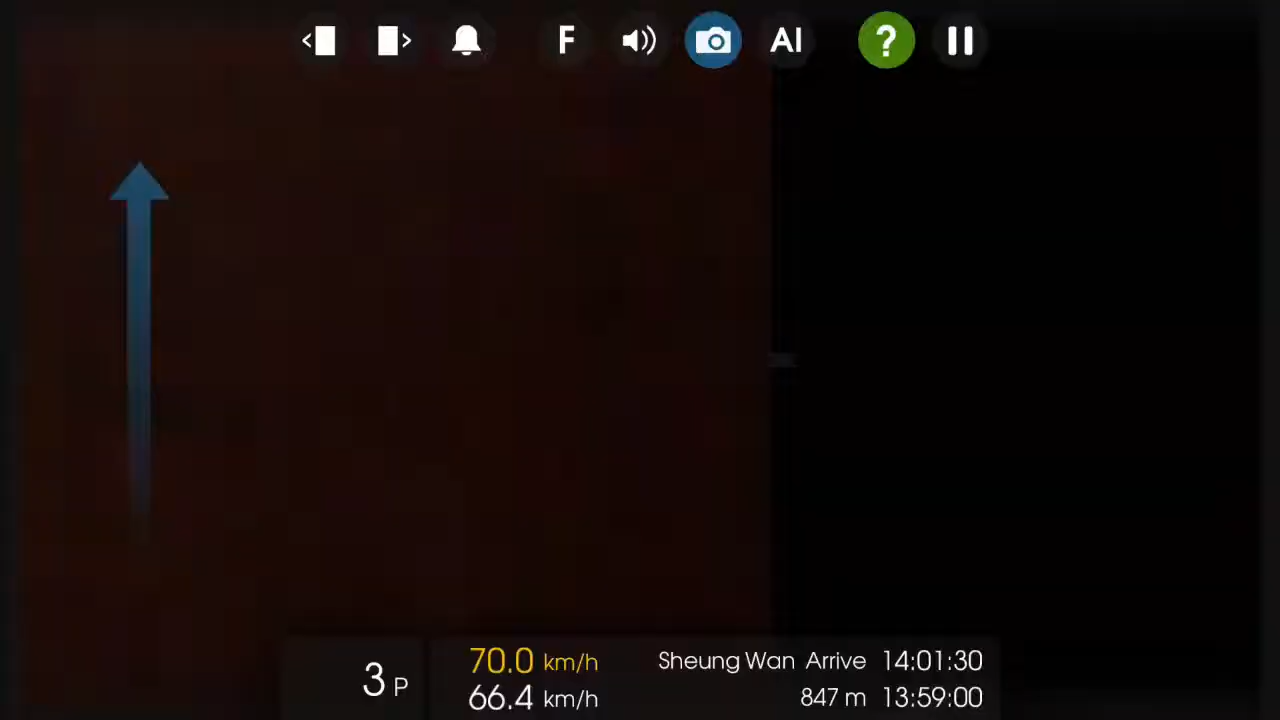 F
AI
?
3 P
70.0 km/h
66.4 km/h
Sheung Wan Arrive 14:01:30
847 m 13:59:00